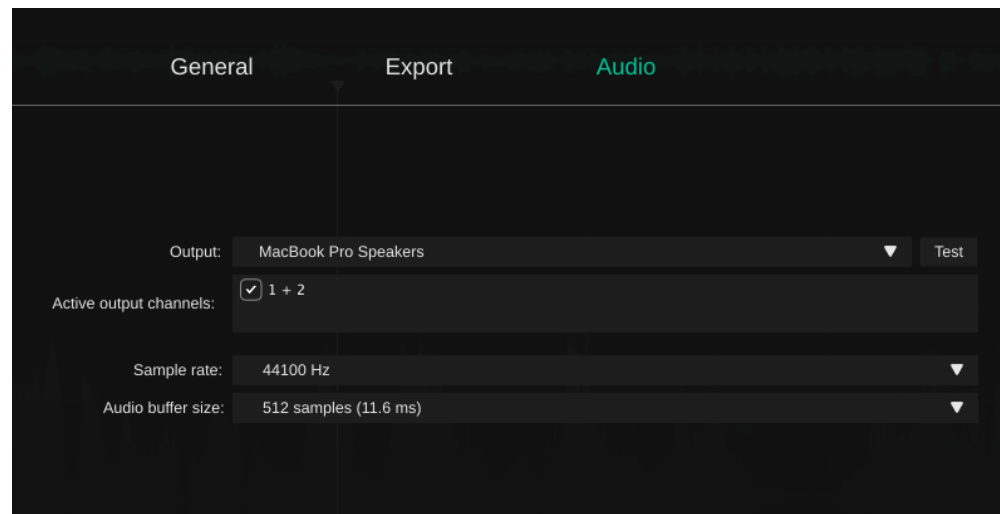 General Export Audio
Output: MacBook Pro Speakers Test
Active output channels: 1 + 2
Sample rate: 44100 Hz
Audio buffer size: 512 samples (11.6 ms)